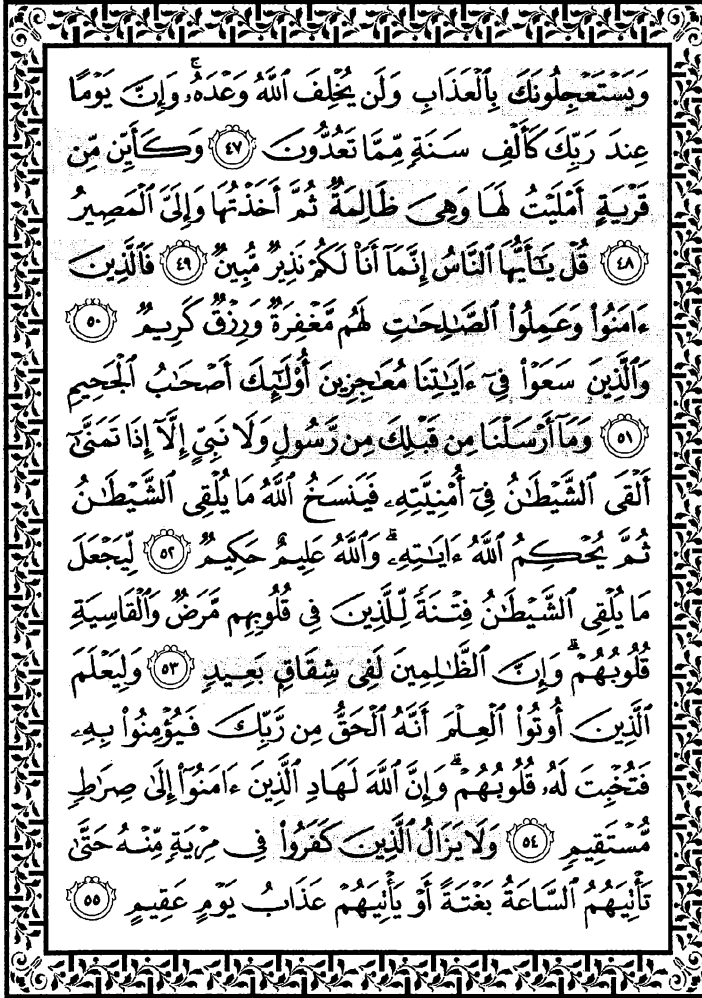 وَيَسْتَعْجِلُونَكَ بِٱلْعَذَابِ وَلَن يُخْلِفَ ٱللَّهُ وَعْدَهُۥۚ وَإِنَّ يَوْمًا
عِندَ رَبِّكَ كَأَلْفِ سَنَةٍ مِّمَّا تَعُدُّونَ ٤٧ وَكَأَيِّن مِّن
قَرْيَةٍ أَمْلَيْتُ لَهَا وَهِىَ ظَالِمَةٌ ثُمَّ أَخَذْتُهَا وَإِلَىَّ ٱلْمَصِيرُ
٤٨ قُلْ يَـٰٓأَيُّهَا ٱلنَّاسُ إِنَّمَآ أَنَا۠ لَكُمْ نَذِيرٌ مُّبِينٌ ٤٩ فَٱلَّذِينَ
ءَامَنُوا۟ وَعَمِلُوا۟ ٱلصَّـٰلِحَـٰتِ لَهُم مَّغْفِرَةٌ وَرِزْقٌ كَرِيمٌ ٥٠
وَٱلَّذِينَ سَعَوْا۟ فِىٓ ءَايَـٰتِنَا مُعَـٰجِزِينَ أُو۟لَـٰٓئِكَ أَصْحَـٰبُ ٱلْجَحِيمِ
٥١ وَمَآ أَرْسَلْنَا مِن قَبْلِكَ مِن رَّسُولٍ وَلَا نَبِىٍّ إِلَّآ إِذَا تَمَنَّىٰٓ
أَلْقَى ٱلشَّيْطَـٰنُ فِىٓ أُمْنِيَّتِهِۦ فَيَنسَخُ ٱللَّهُ مَا يُلْقِى ٱلشَّيْطَـٰنُ
ثُمَّ يُحْكِمُ ٱللَّهُ ءَايَـٰتِهِۦۗ وَٱللَّهُ عَلِيمٌ حَكِيمٌ ٥٢ لِّيَجْعَلَ
مَا يُلْقِى ٱلشَّيْطَـٰنُ فِتْنَةً لِّلَّذِينَ فِى قُلُوبِهِم مَّرَضٌ وَٱلْقَاسِيَةِ
قُلُوبُهُمْۗ وَإِنَّ ٱلظَّـٰلِمِينَ لَفِى شِقَاقٍۭ بَعِيدٍ ٥٣ وَلِيَعْلَمَ
ٱلَّذِينَ أُوتُوا۟ ٱلْعِلْمَ أَنَّهُ ٱلْحَقُّ مِن رَّبِّكَ فَيُؤْمِنُوا۟ بِهِۦ
فَتُخْبِتَ لَهُۥ قُلُوبُهُمْۗ وَإِنَّ ٱللَّهَ لَهَادِ ٱلَّذِينَ ءَامَنُوٓا۟ إِلَىٰ صِرَٰطٍ
مُّسْتَقِيمٍ ٥٤ وَلَا يَزَالُ ٱلَّذِينَ كَفَرُوا۟ فِى مِرْيَةٍ مِّنْهُ حَتَّىٰ
تَأْتِيَهُمُ ٱلسَّاعَةُ بَغْتَةً أَوْ يَأْتِيَهُمْ عَذَابُ يَوْمٍ عَقِيمٍ ٥٥